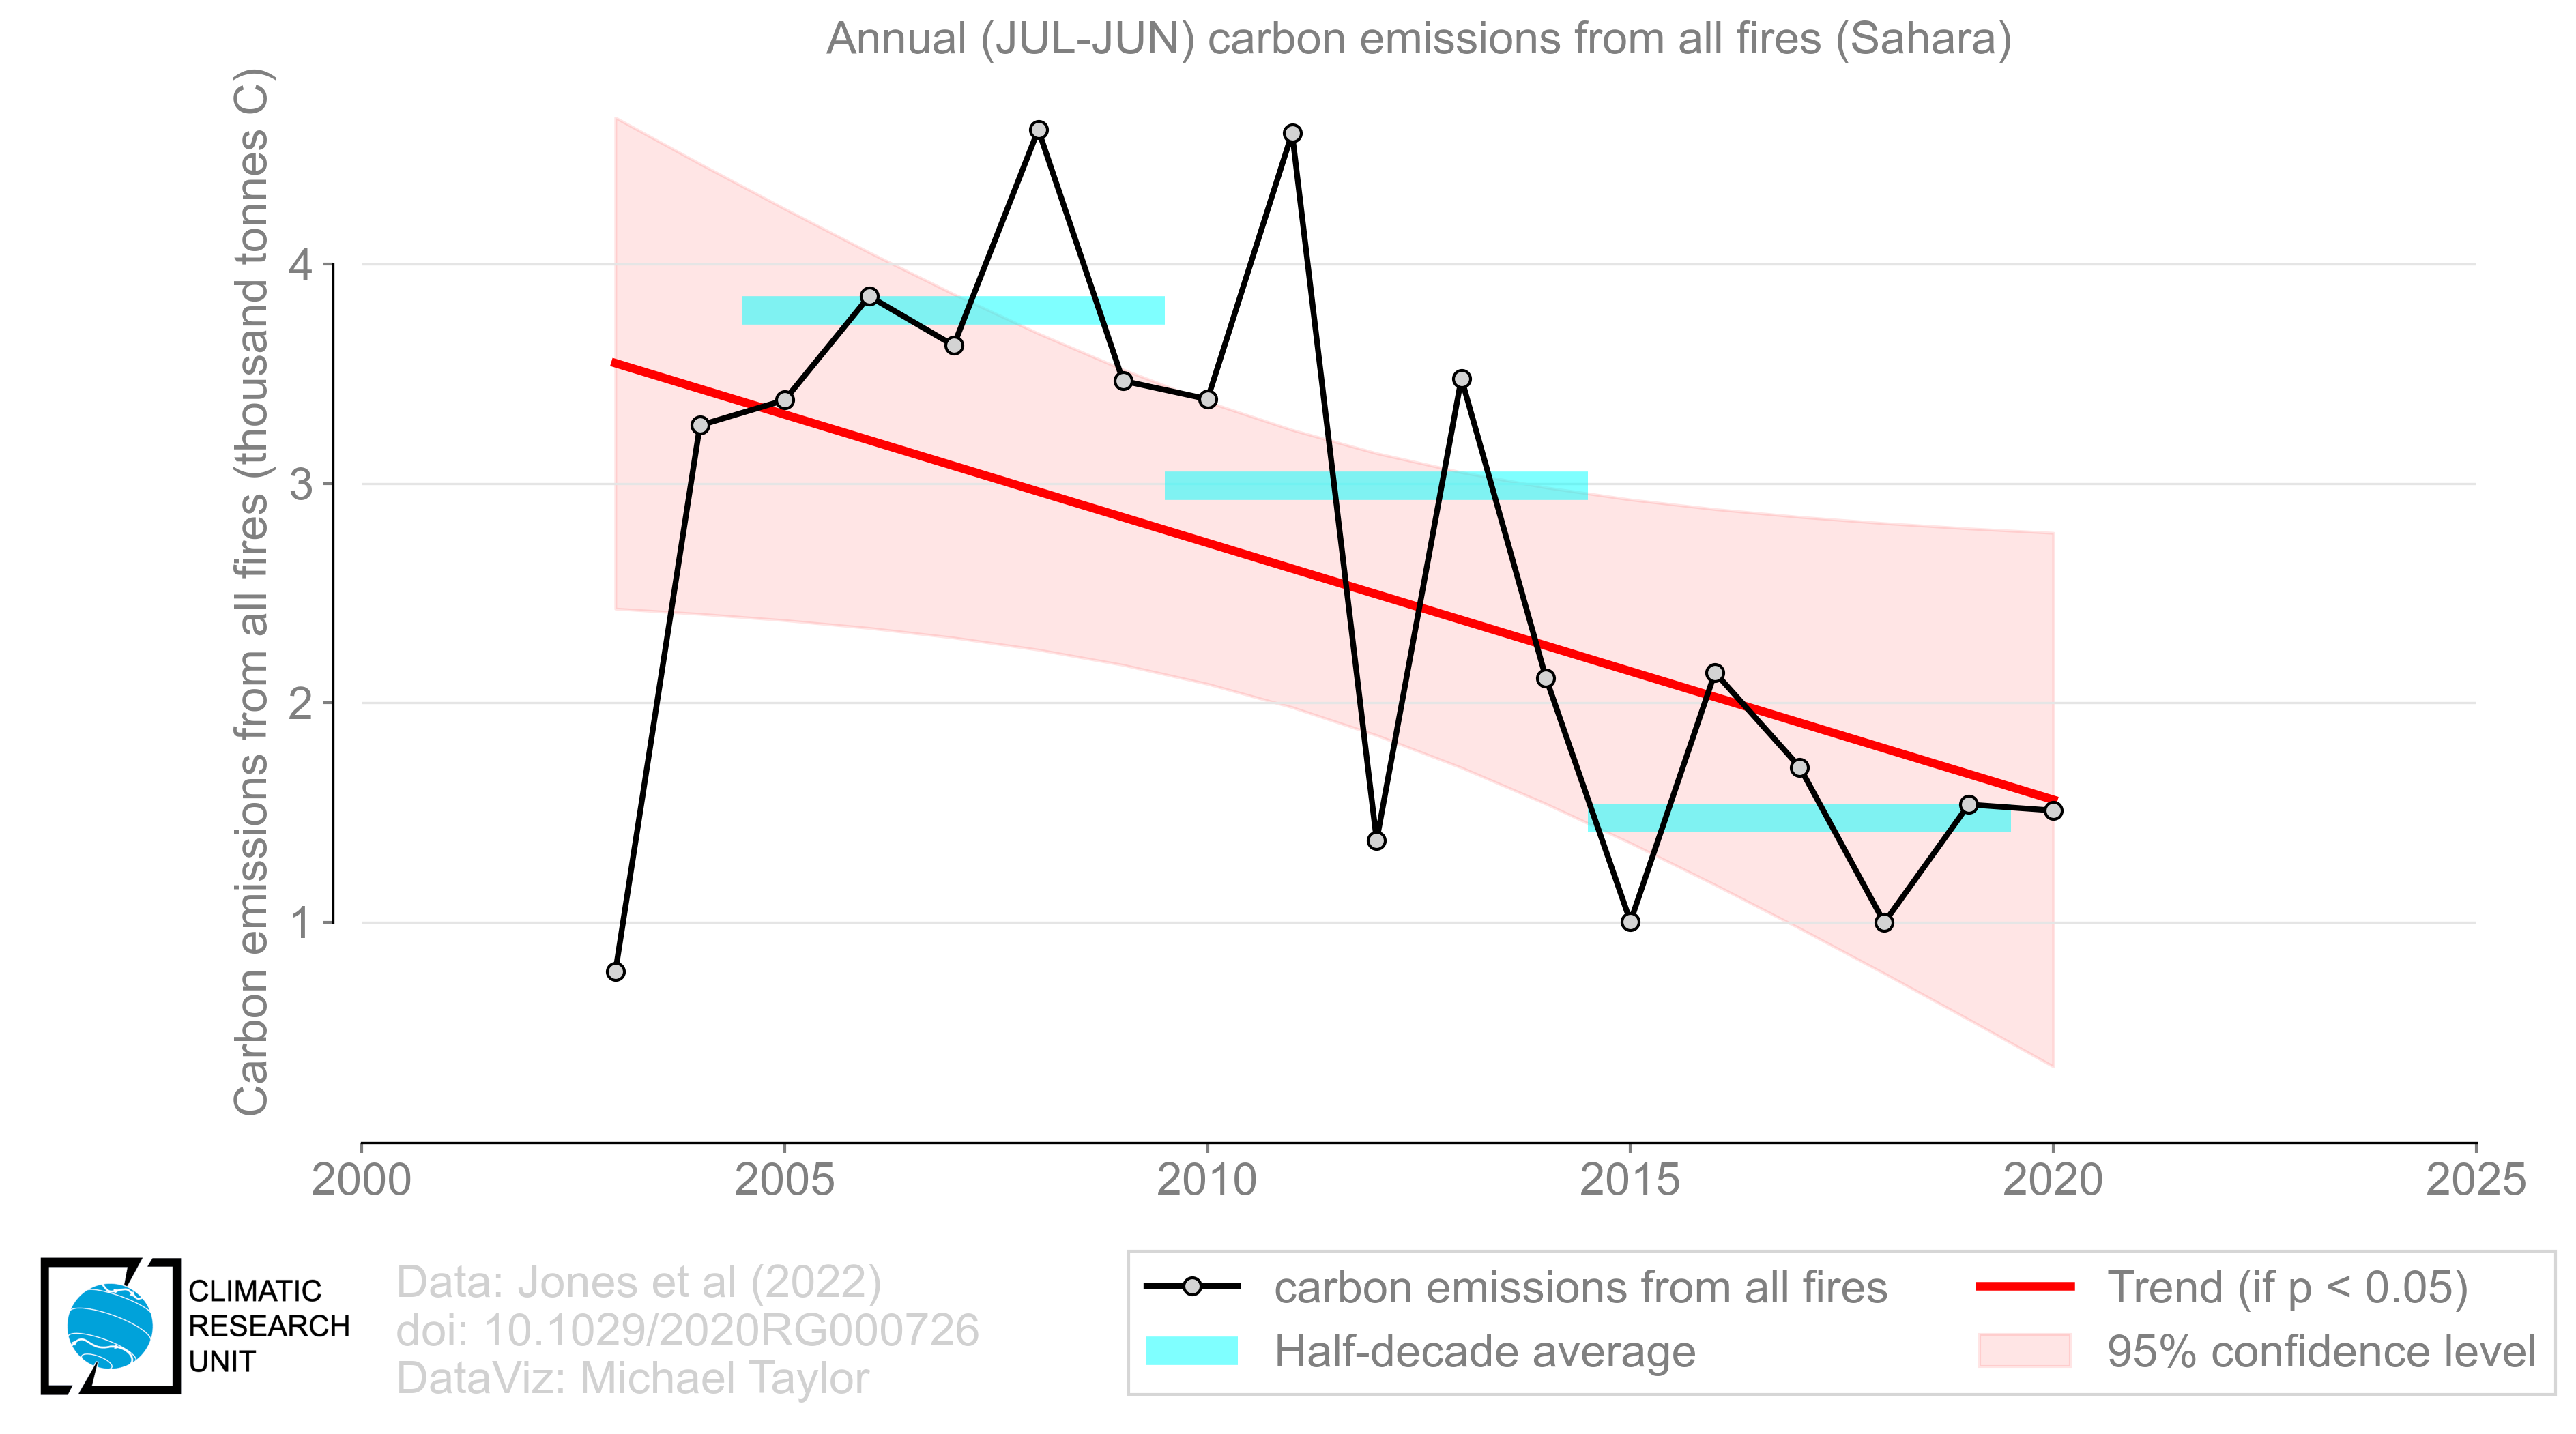 Annual (JUL-JUN) carbon emissions from all fires (Sahara)
Carbon emissions from all fires (thousand tonnes C)
4
3
2
1
2000 2005 2010 2015 2020 2025
CLIMATIC
RESEARCH
UNIT
Data: Jones et al (2022)
doi: 10.1029/2020RG000726
DataViz: Michael Taylor
carbon emissions from all fires
Half-decade average
Trend (if p < 0.05)
95% confidence level